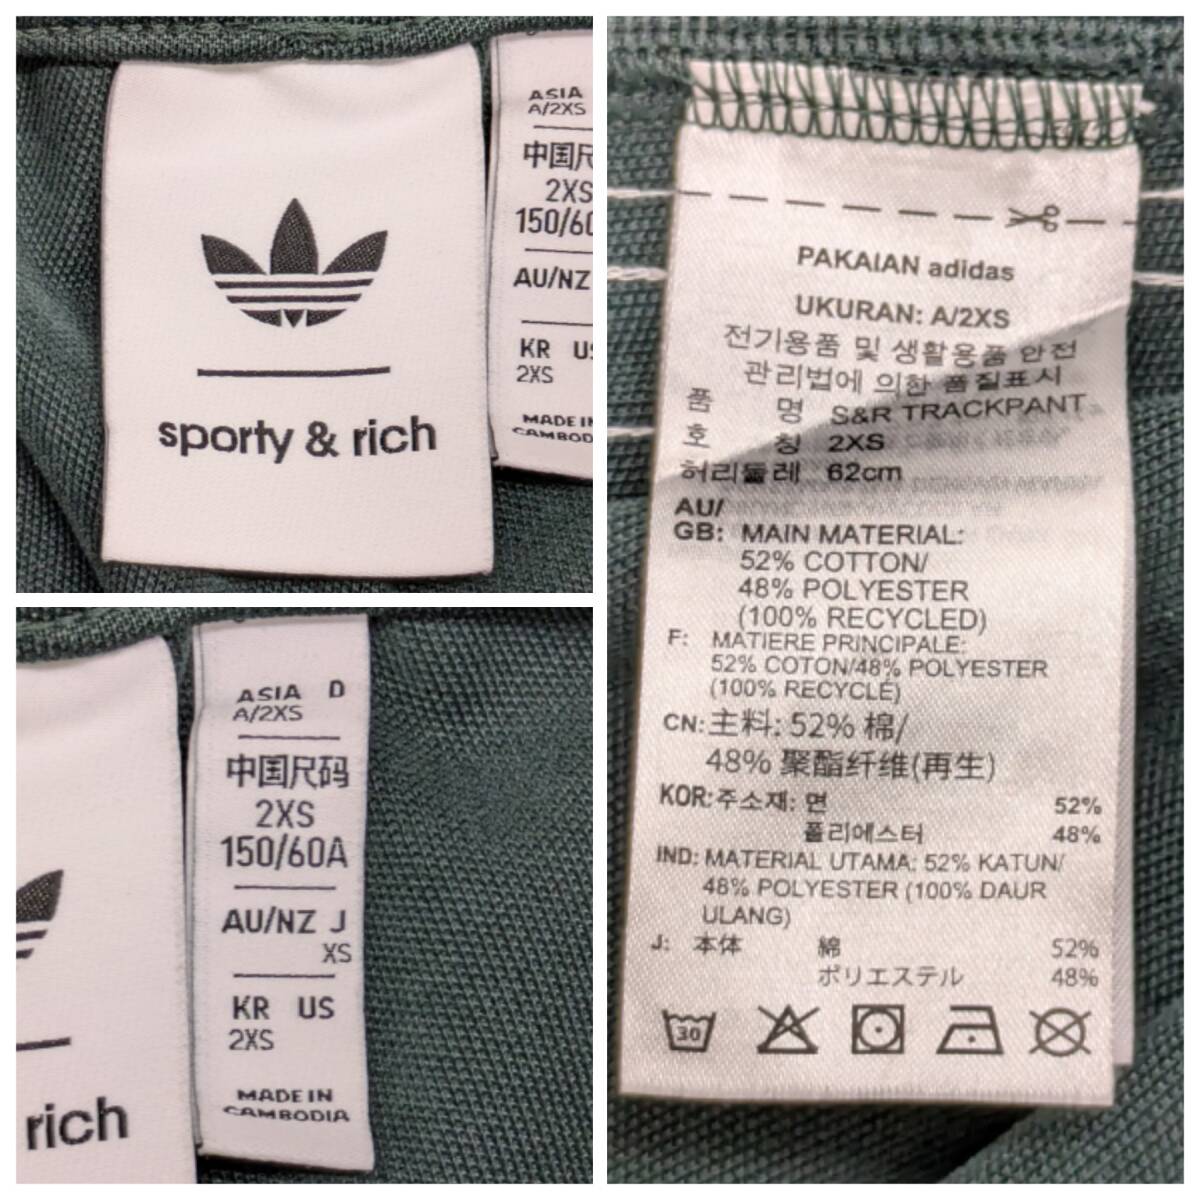 sporty & rich
ASIA
A/2XS
中国尺
2XS
150/60
AU/NZ
KR US
2XS
MADE IN
CAMBOD
rich
ASIA D
A/2XS
中国尺码
2XS
150/60A
AU/NZ J
XS
KR US
2XS
MADE IN
CAMBODIA
PAKAIAN adidas
UKURAN: A/2XS
전기용품 및 생활용품 안전
관리법에 의한 품질표시
품 명 S&R TRACKPANT
호 칭 2XS
허리둘레 62cm
AU/
GB: MAIN MATERIAL:
52% COTTON/
48% POLYESTER
(100% RECYCLED)
F: MATIERE PRINCIPALE:
52% COTON/48% POLYESTER
(100% RECYCLÉ)
CN: 主料: 52% 棉/
48% 聚酯纤维(再生)
KOR: 주소재: 면 52%
폴리에스터 48%
IND: MATERIAL UTAMA: 52% KATUN/
48% POLYESTER (100% DAUR
ULANG)
J: 本体 綿 52%
ポリエステル 48%
30